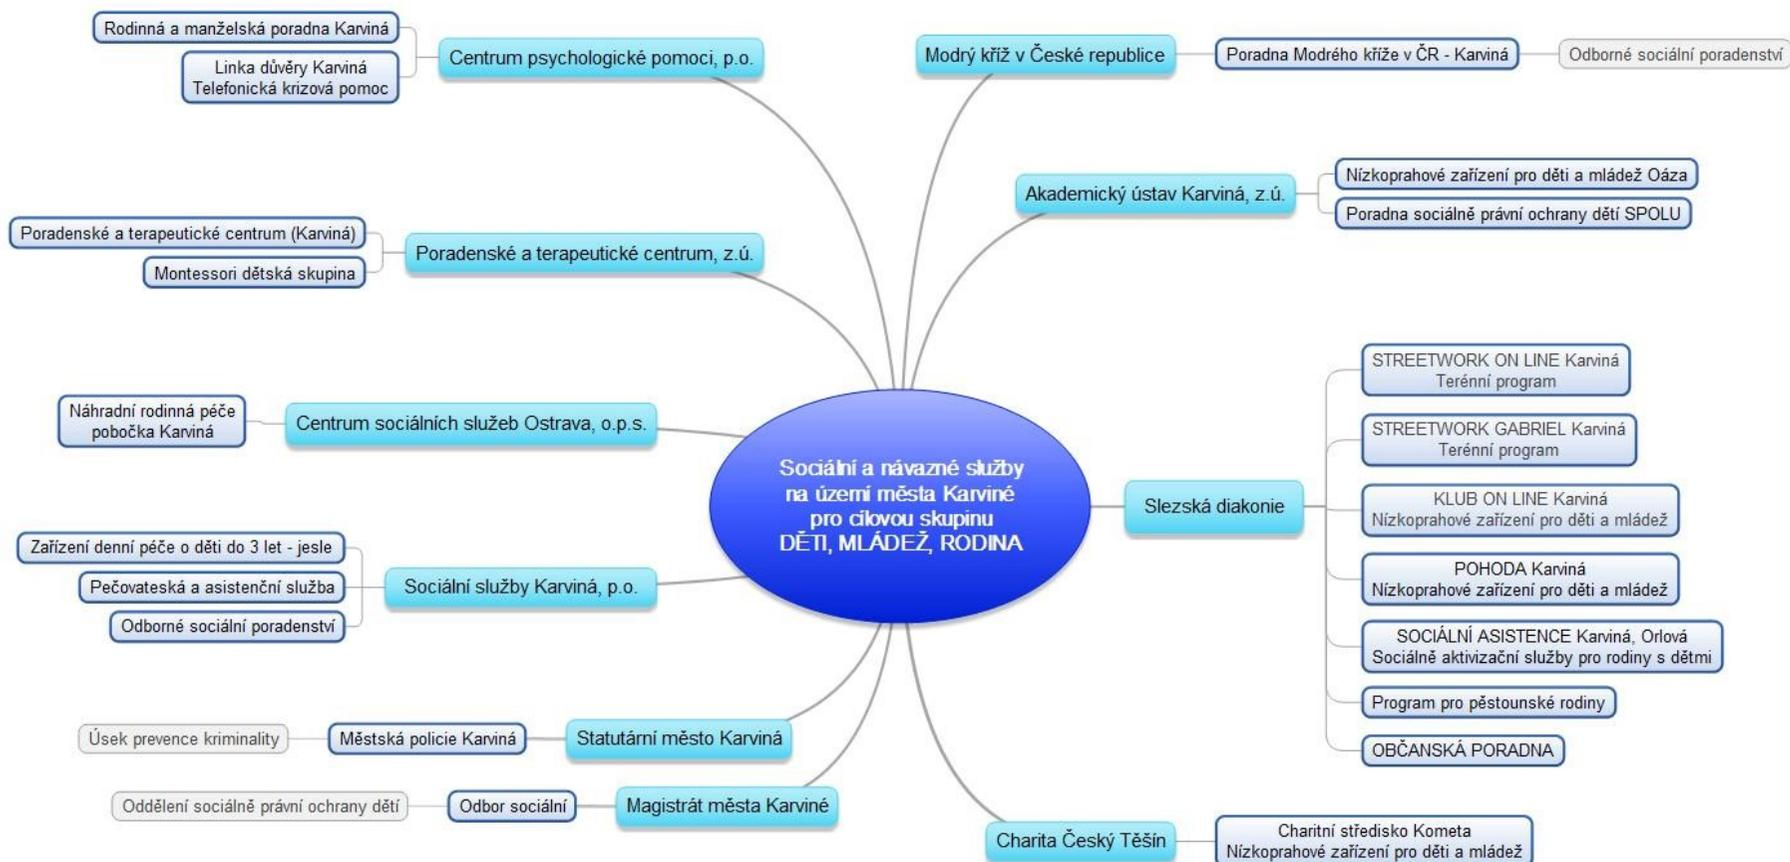 Rodinná a manželská poradna Karviná
Linka důvěry Karviná
Telefonická krizová pomoc
Centrum psychologické pomoci, p.o.
Modrý kříž v České republice
Poradna Modrého kříže v ČR - Karviná
Odborné sociální poradenství
Akademický ústav Karviná, z.ú.
Nízkoprahové zařízení pro děti a mládež Oáza
Poradna sociálně právní ochrany dětí SPOLU
Poradenské a terapeutické centrum (Karviná)
Montessori dětská skupina
Poradenské a terapeutické centrum, z.ú.
Náhradní rodinná péče
pobočka Karviná
Centrum sociálních služeb Ostrava, o.p.s.
Sociální a návazné služby
na území města Karviné
pro cílovou skupinu
DĚTI, MLÁDEŽ, RODINA
Slezská diakonie
STREETWORK ON LINE Karviná
Terénní program
STREETWORK GABRIEL Karviná
Terénní program
KLUB ON LINE Karviná
Nízkoprahové zařízení pro děti a mládež
POHODA Karviná
Nízkoprahové zařízení pro děti a mládež
SOCIÁLNÍ ASISTENCE Karviná, Orlová
Sociálně aktivizační služby pro rodiny s dětmi
Program pro pěstounské rodiny
OBČANSKÁ PORADNA
Zařízení denní péče o děti do 3 let - jesle
Pečovateská a asistenční služba
Odborné sociální poradenství
Sociální služby Karviná, p.o.
Úsek prevence kriminality
Městská policie Karviná
Statutární město Karviná
Oddělení sociálně právní ochrany dětí
Odbor sociální
Magistrát města Karviné
Charita Český Těšín
Charitní středisko Kometa
Nízkoprahové zařízení pro děti a mládež